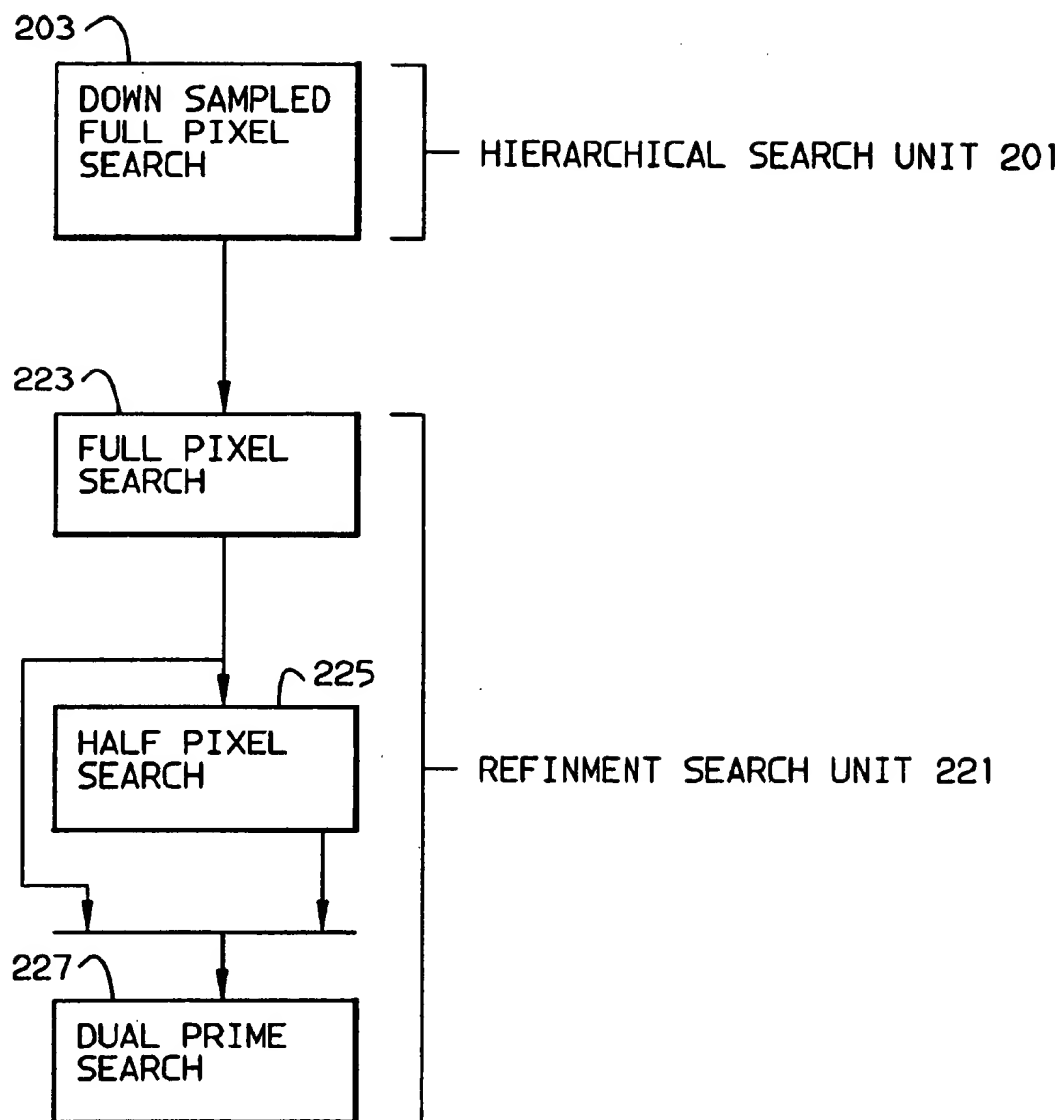 203
DOWN SAMPLED
FULL PIXEL
SEARCH
HIERARCHICAL SEARCH UNIT 201
223
FULL PIXEL
SEARCH
225
HALF PIXEL
SEARCH
REFINMENT SEARCH UNIT 221
227
DUAL PRIME
SEARCH